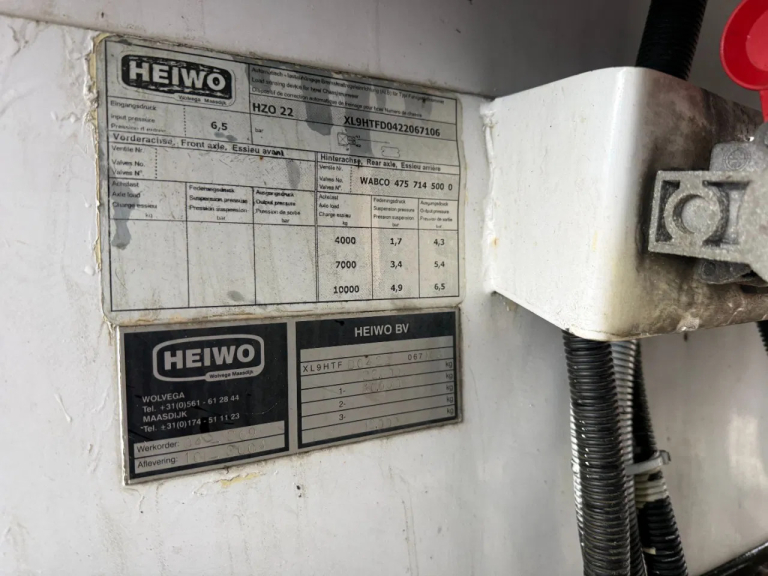 HEIWO
Wolvega Maasdijk
HZO 22
XL9HTFD0422067106
Eingangsdruck
Input pressure
6,5
bar
Vorderachse, Front axle, Essieu avant
Ventile Nr
Valves No.
Valves N°
Achslast
Axle load
Charge essieu
kg
Federungsdruck
Suspension pressure
Pression suspension
bar
Ausgangsdruck
Output pressure
Pression de sortie
bar
Hinterachse, Rear axle, Essieu arrière
Ventile Nr.
Valves No.
Valves N°
WABCO 475 714 500 0
Achslast
Axle load
Charge essieu
kg
Federungsdruck
Suspension pressure
Pression suspension
bar
Ausgangsdruck
Output pressure
Pression de sortie
bar
4000 1,7 4,3
7000 3,4 5,4
10000 4,9 6,5
HEIWO
Wolvega Maasdijk
WOLVEGA
Tel. +31(0)561 - 61 28 44
MAASDIJK
Tel. +31(0)174 - 51 11 23
Werkorder:
Aflevering:
HEIWO BV
XL9HTF 067
kg
1- kg
2- kg
3- kg